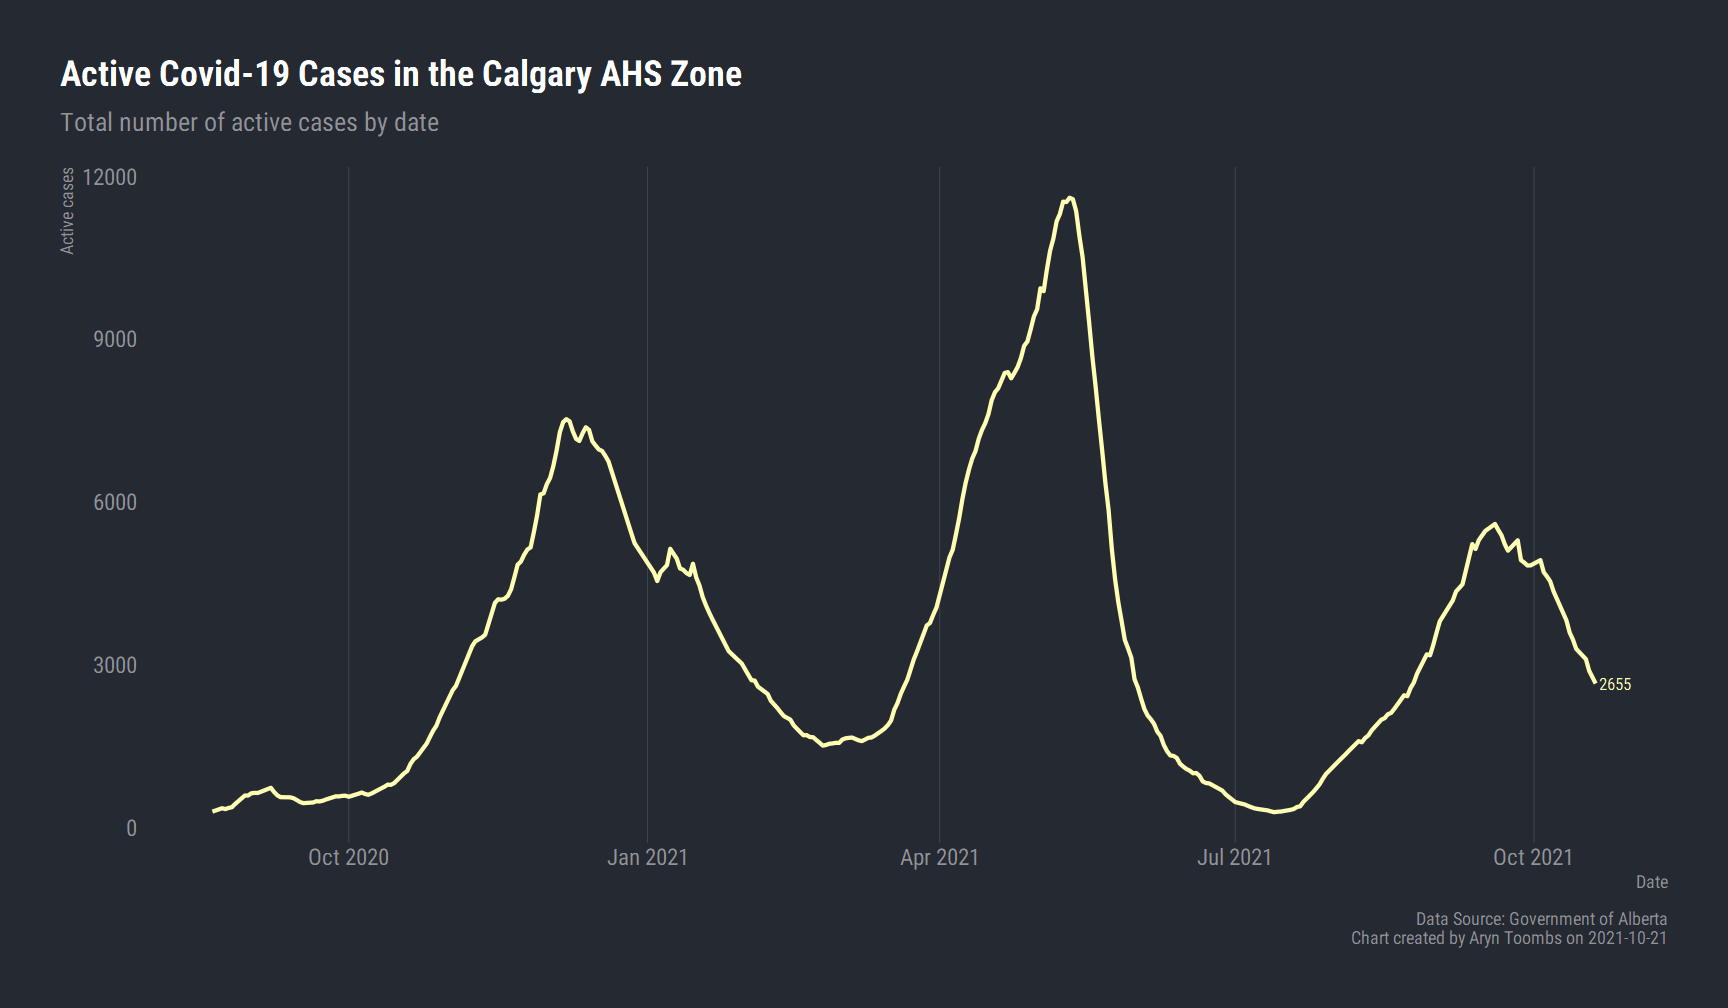 Active Covid-19 Cases in the Calgary AHS Zone
Total number of active cases by date
Active cases
12000
9000
6000
3000
0
2655
Oct 2020
Jan 2021
Apr 2021
Jul 2021
Oct 2021
Date
Data Source: Government of Alberta
Chart created by Aryn Toombs on 2021-10-21